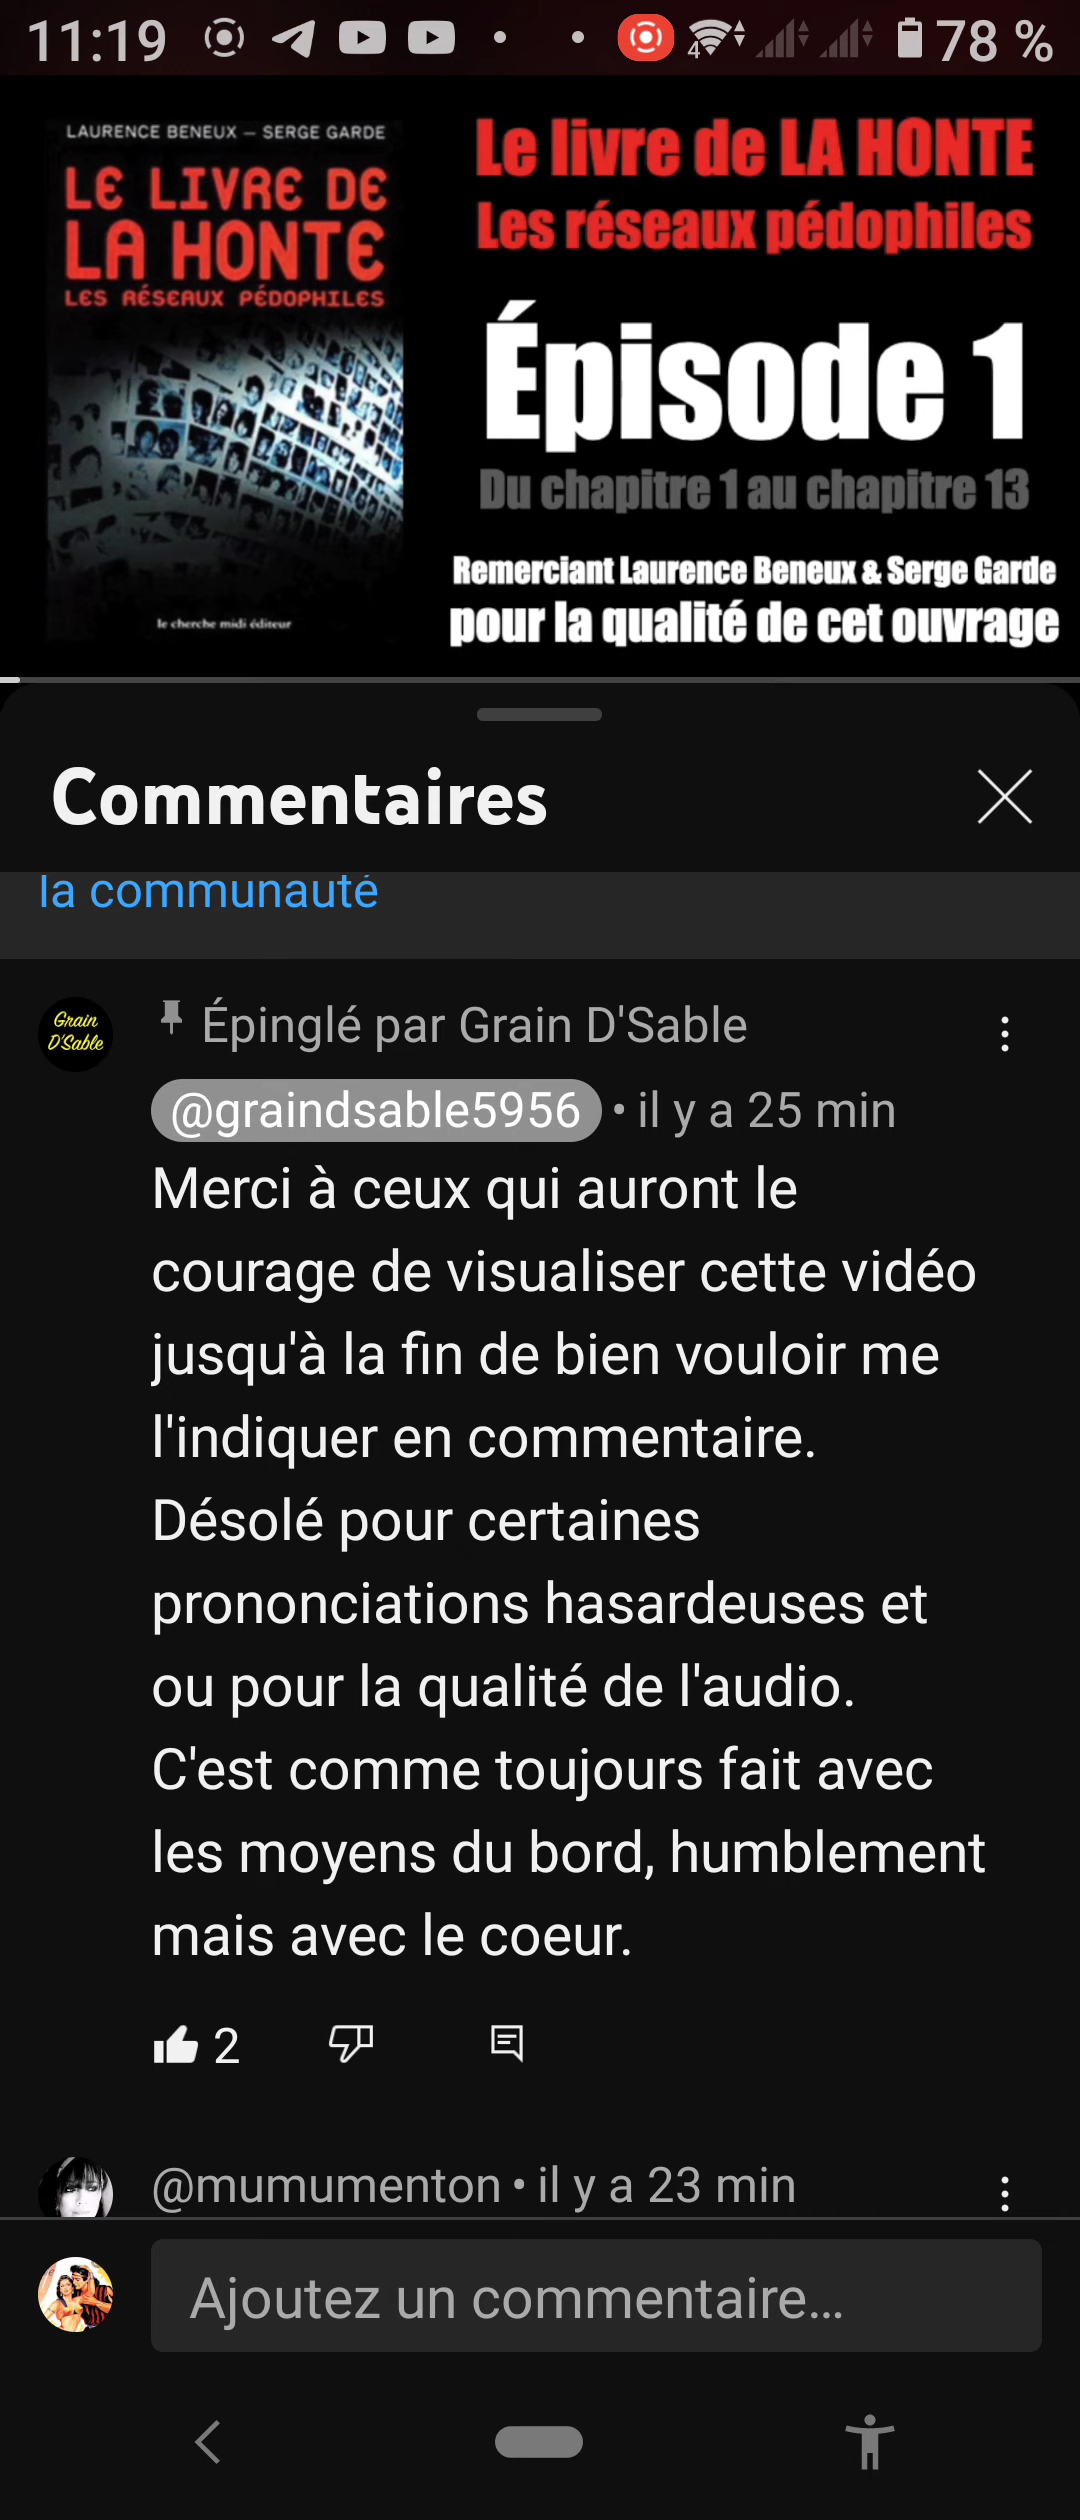 11:19
4
78 %
LAURENCE BENEUX – SERGE GARDE
LE LIVRE DE
LA HONTE
LES RÉSEAUX PÉDOPHILES
le cherche midi éditeur
Le livre de LA HONTE
Les réseaux pédophiles
Épisode 1
Du chapitre 1 au chapitre 13
Remerciant Laurence Beneux & Serge Garde
pour la qualité de cet ouvrage
Commentaires
la communauté
Grain
D'Sable
Épinglé par Grain D'Sable
@graindsable5956 • il y a 25 min
Merci à ceux qui auront le
courage de visualiser cette vidéo
jusqu'à la fin de bien vouloir me
l'indiquer en commentaire.
Désolé pour certaines
prononciations hasardeuses et
ou pour la qualité de l'audio.
C'est comme toujours fait avec
les moyens du bord, humblement
mais avec le coeur.
2
@mumumenton • il y a 23 min
Ajoutez un commentaire...